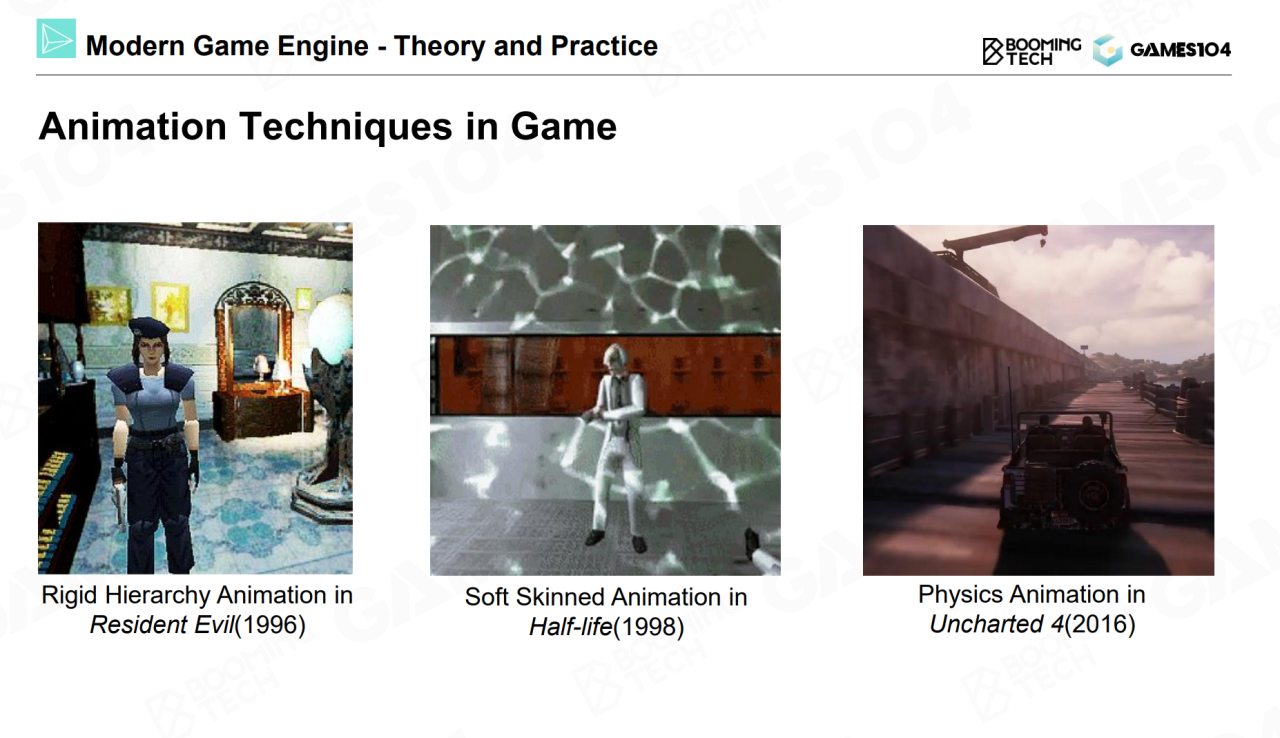 Modern Game Engine - Theory and Practice
BOOMING
TECH
GAMES104
Animation Techniques in Game
Rigid Hierarchy Animation in
Resident Evil(1996)
Soft Skinned Animation in
Half-life(1998)
Physics Animation in
Uncharted 4(2016)